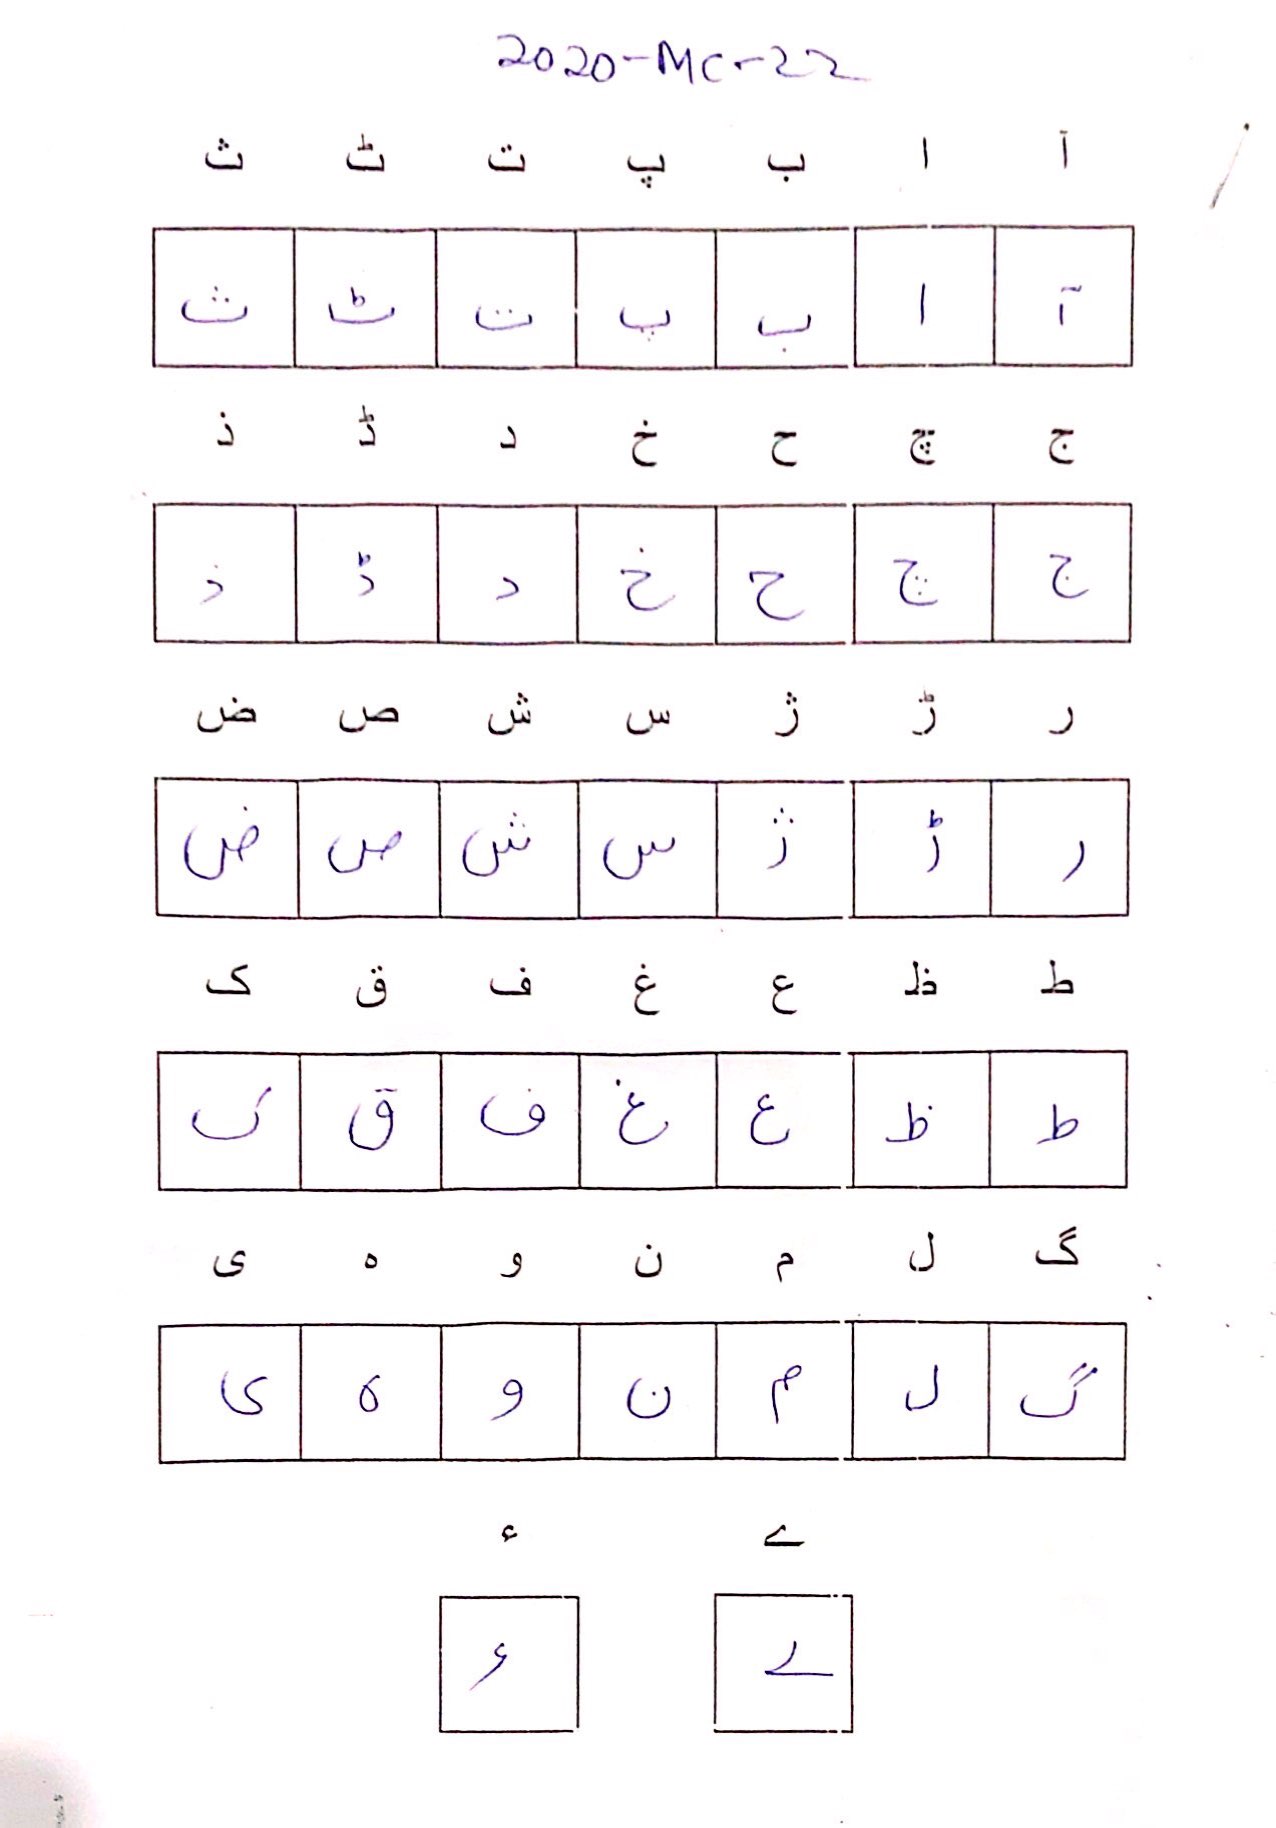 2020-MC-22
آ ا ب پ ت ٹ ث
آ ا ب پ ت ٹ ث
ج چ ح خ د ڈ ذ
ج چ ح خ د ڈ ذ
ر ڑ ژ س ش ص ض
ر ڑ ژ س ش ص ض
ط ظ ع غ ف ق ک
ط ظ ع غ ف ق ک
گ ل م ن و ہ ی
گ ل م ن و ہ ی
ے ء
ے ء